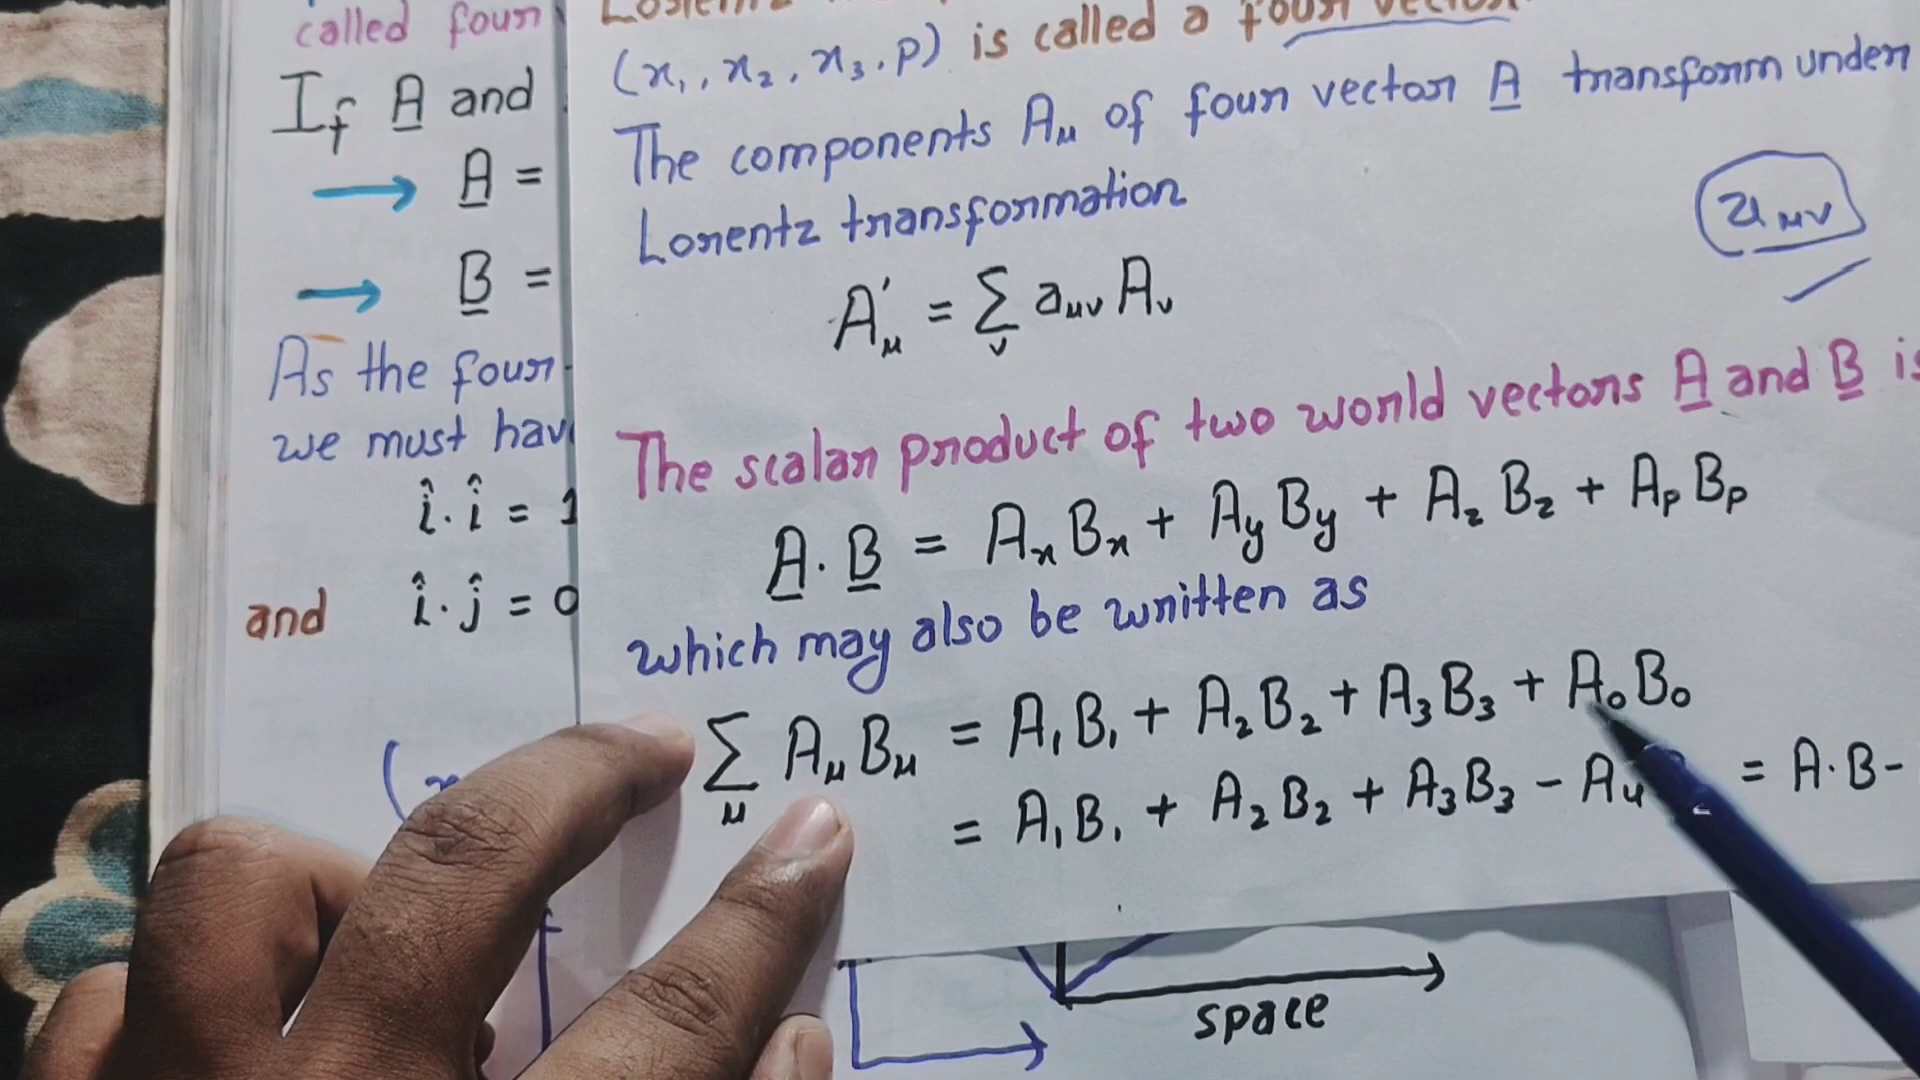 called four
If A and
→ A =
→ B =
As the four-
we must hav
î.î = 1
and î.ĵ = 0
(x₁, x₂, x₃, p) is called a four vector
The components Aμ of four vector A transform under
Lorentz transformation
aμν
A'μ = Σν aμν Aν
The scalar product of two world vectors A and B is
A · B = AxBx + AyBy + AzBz + ApBp
which may also be written as
Σμ AμBμ = A₁B₁ + A₂B₂ + A₃B₃ + A₀B₀
= A₁B₁ + A₂B₂ + A₃B₃ - A₄ = A·B-
space